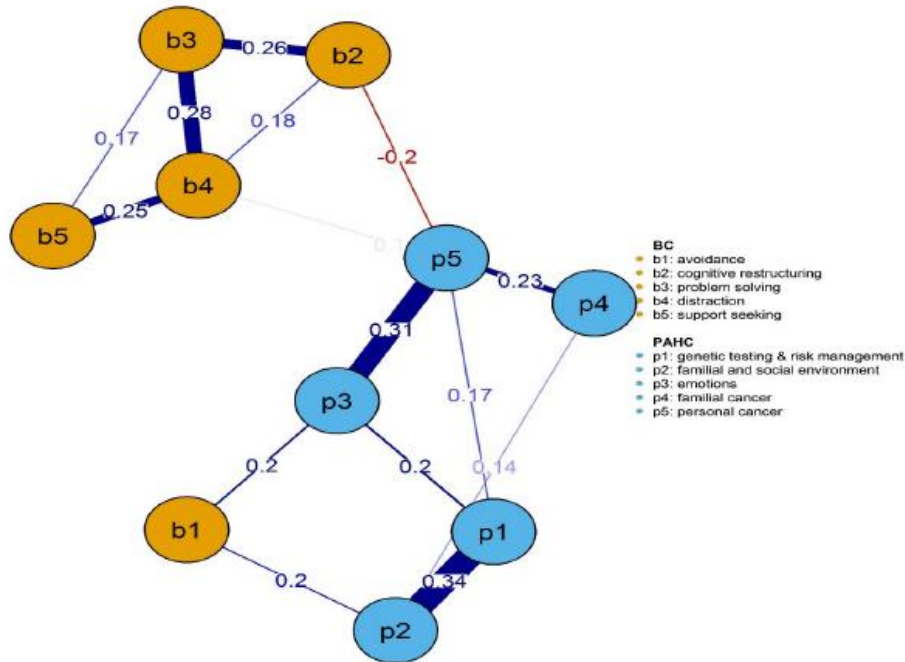 b3
0.26
b2
0.28
0.17
0.18
b4
-0.2
b5
0.25
p5
0.23
p4
0.31
p3
0.17
0.2
0.2
0.14
b1
p1
0.2
0.34
p2
BC
b1: avoidance
b2: cognitive restructuring
b3: problem solving
b4: distraction
b5: support seeking
PAHC
p1: genetic testing & risk management
p2: familial and social environment
p3: emotions
p4: familial cancer
p5: personal cancer